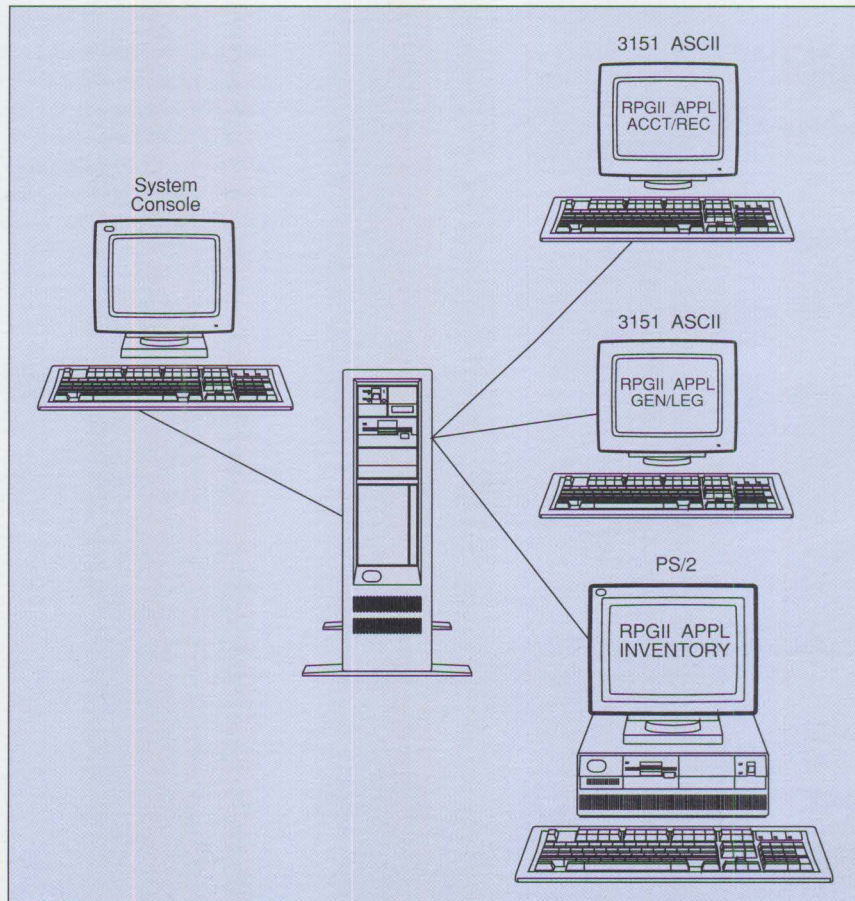 3151 ASCII
RPGII APPL
ACCT/REC
System
Console
3151 ASCII
RPGII APPL
GEN/LEG
PS/2
RPGII APPL
INVENTORY